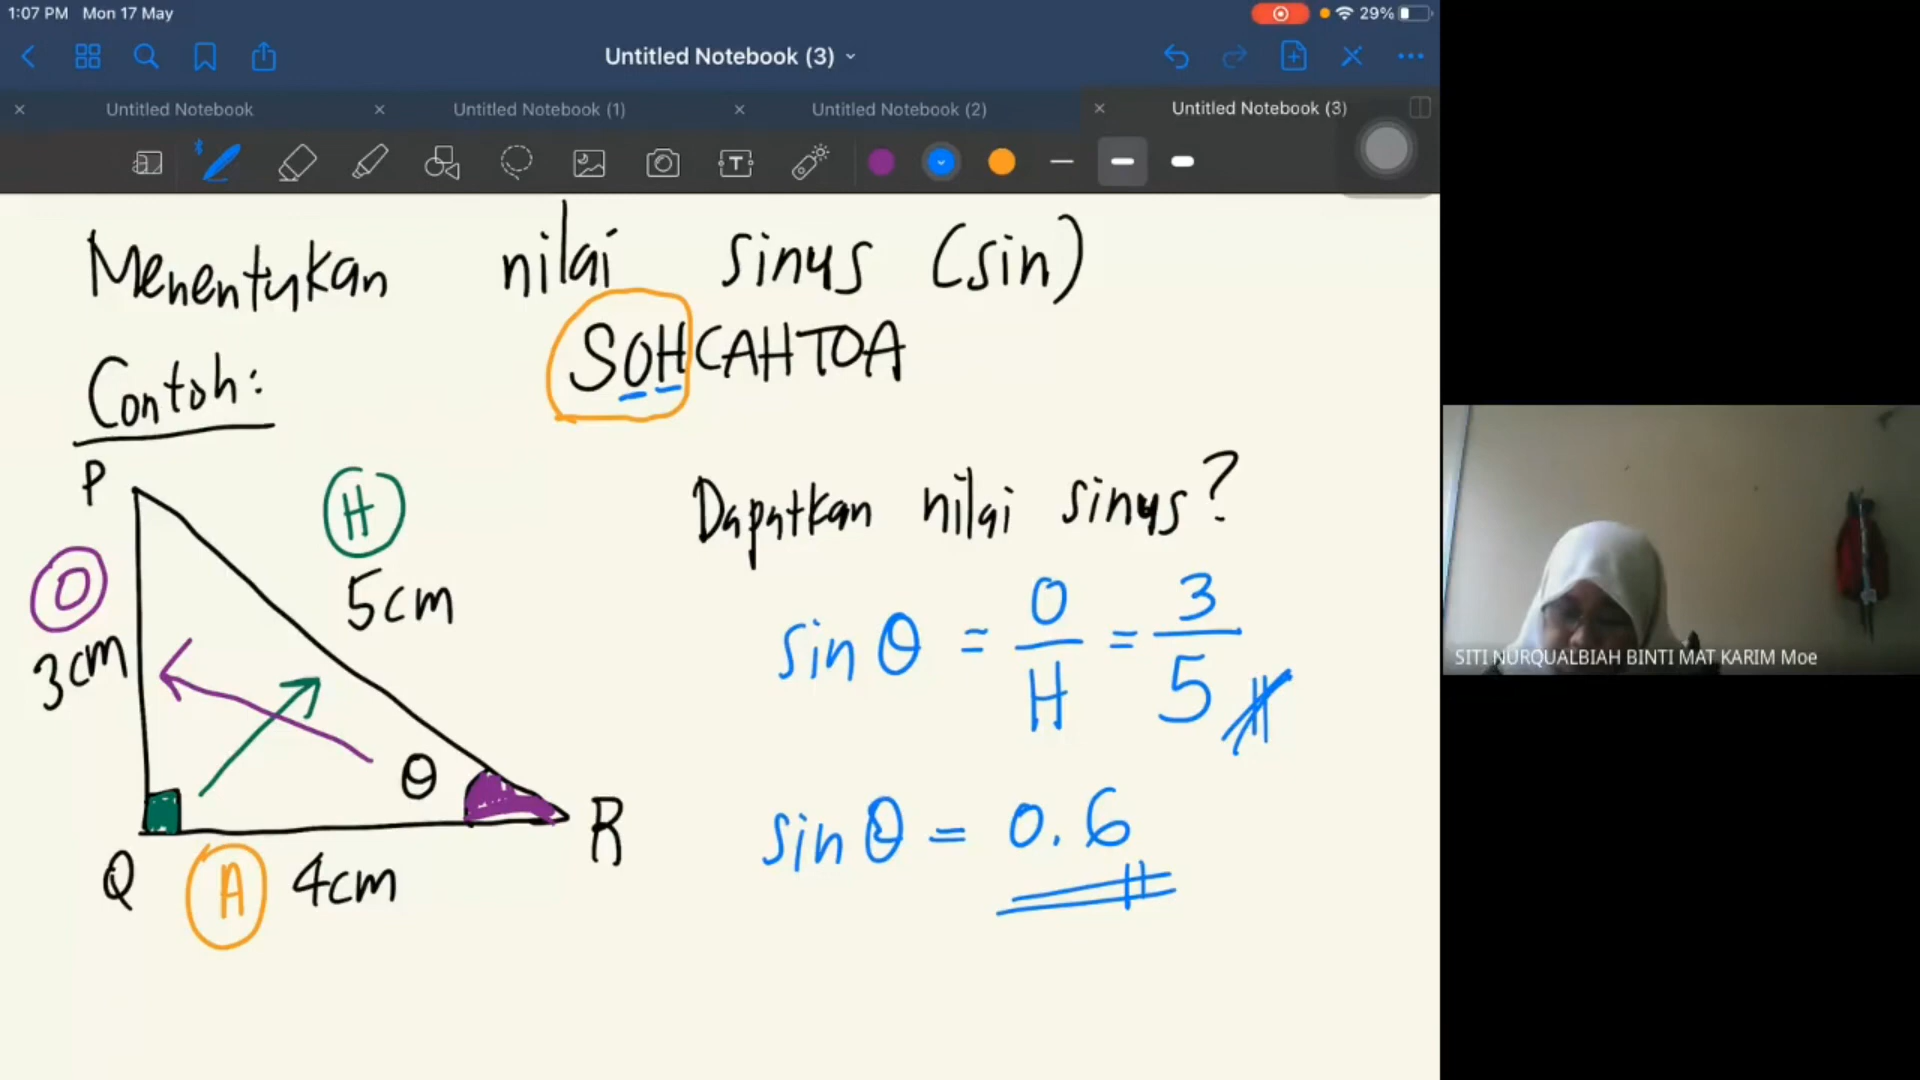 1:07 PM Mon 17 May
29%
Untitled Notebook (3)
Untitled Notebook
Untitled Notebook (1)
Untitled Notebook (2)
Untitled Notebook (3)
T
Menentukan nilai sinus (sin)
SOHCAHTOA
Contoh:
P
H
5cm
O
3cm
θ
R
Q
A
4cm
Dapatkan nilai sinus?
sin θ = O/H = 3/5
sin θ = 0.6
SITI NURQUALBIAH BINTI MAT KARIM Moe